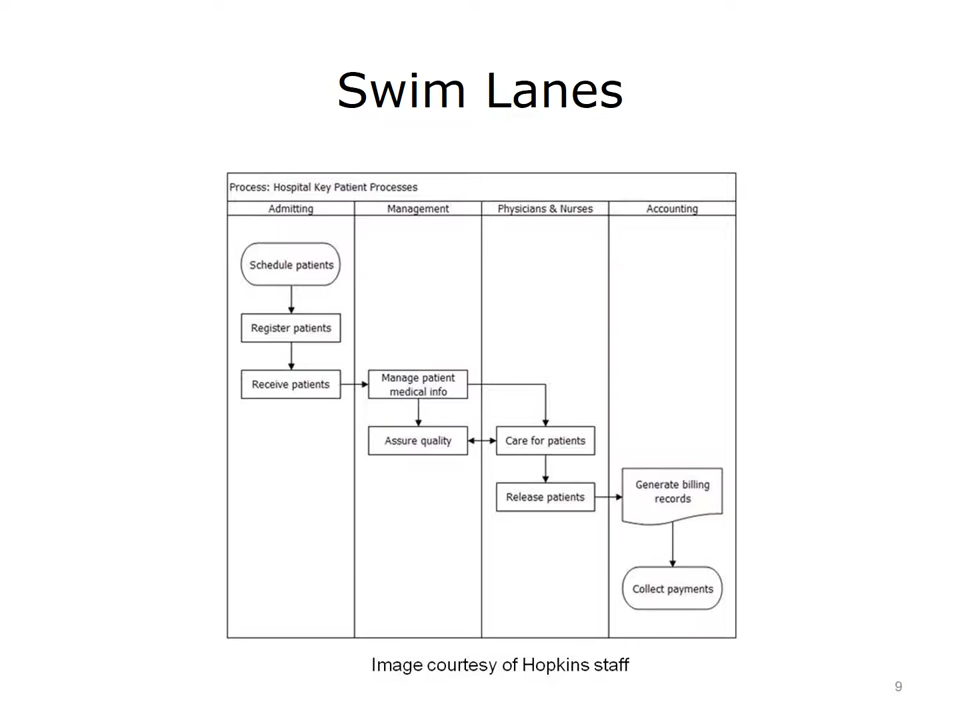 Swim Lanes
Process: Hospital Key Patient Processes
Admitting
Management
Physicians & Nurses
Accounting
Schedule patients
Register patients
Receive patients
Manage patient
medical info
Assure quality
Care for patients
Release patients
Generate billing
records
Collect payments
Image courtesy of Hopkins staff
9